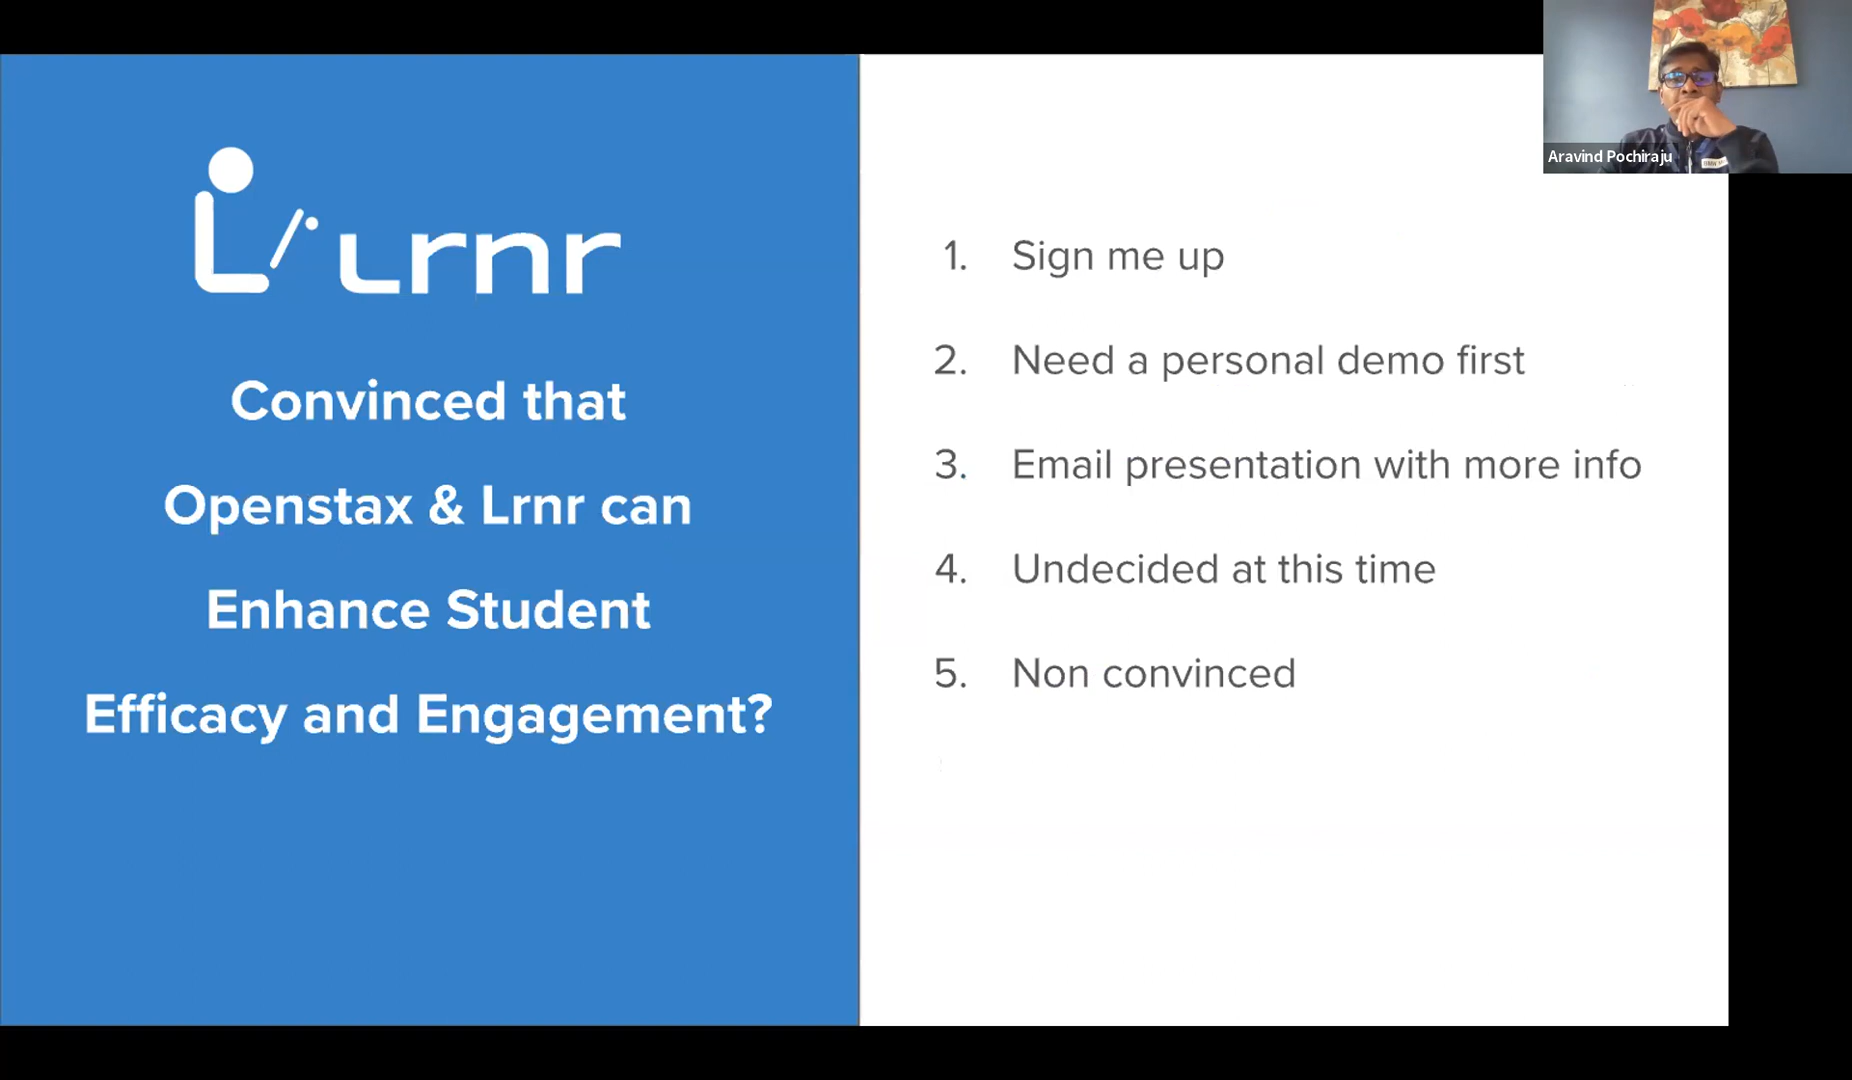 lrnr
Convinced that
Openstax & Lrnr can
Enhance Student
Efficacy and Engagement?
1. Sign me up
2. Need a personal demo first
3. Email presentation with more info
4. Undecided at this time
5. Non convinced
Aravind Pochiraju